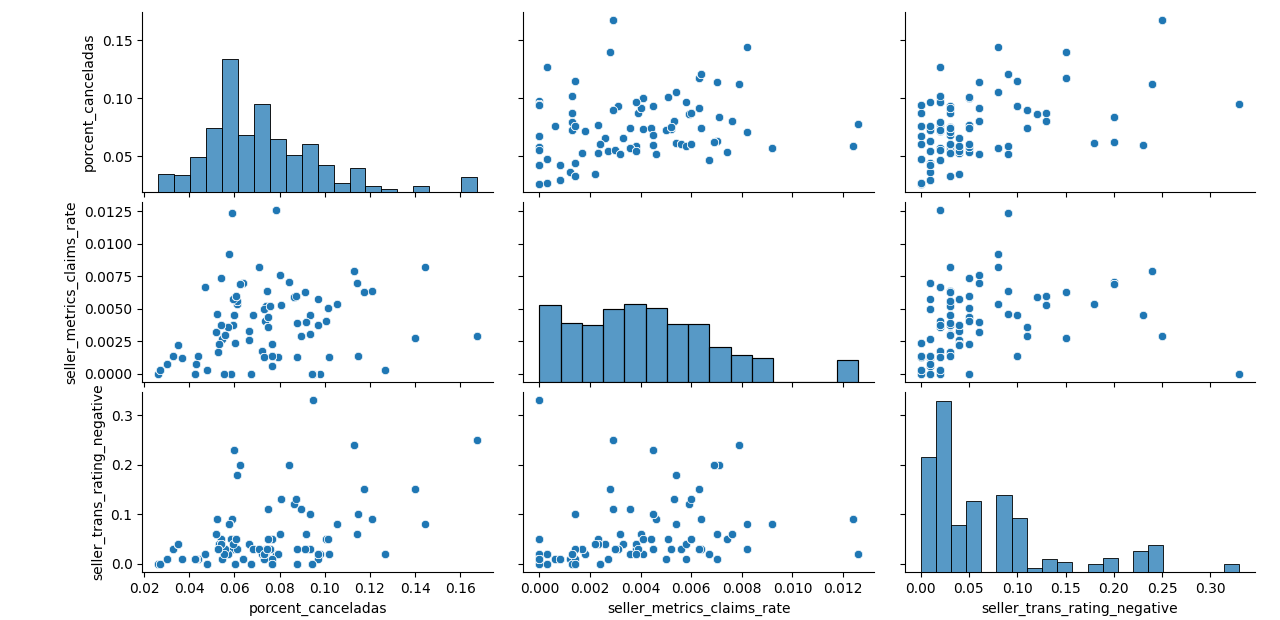 porcent_canceladas
0.15
0.10
0.05
seller_metrics_claims_rate
0.0125
0.0100
0.0075
0.0050
0.0025
0.0000
seller_trans_rating_negative
0.3
0.2
0.1
0.0
0.02 0.04 0.06 0.08 0.10 0.12 0.14 0.16
porcent_canceladas
0.000 0.002 0.004 0.006 0.008 0.010 0.012
seller_metrics_claims_rate
0.00 0.05 0.10 0.15 0.20 0.25 0.30
seller_trans_rating_negative